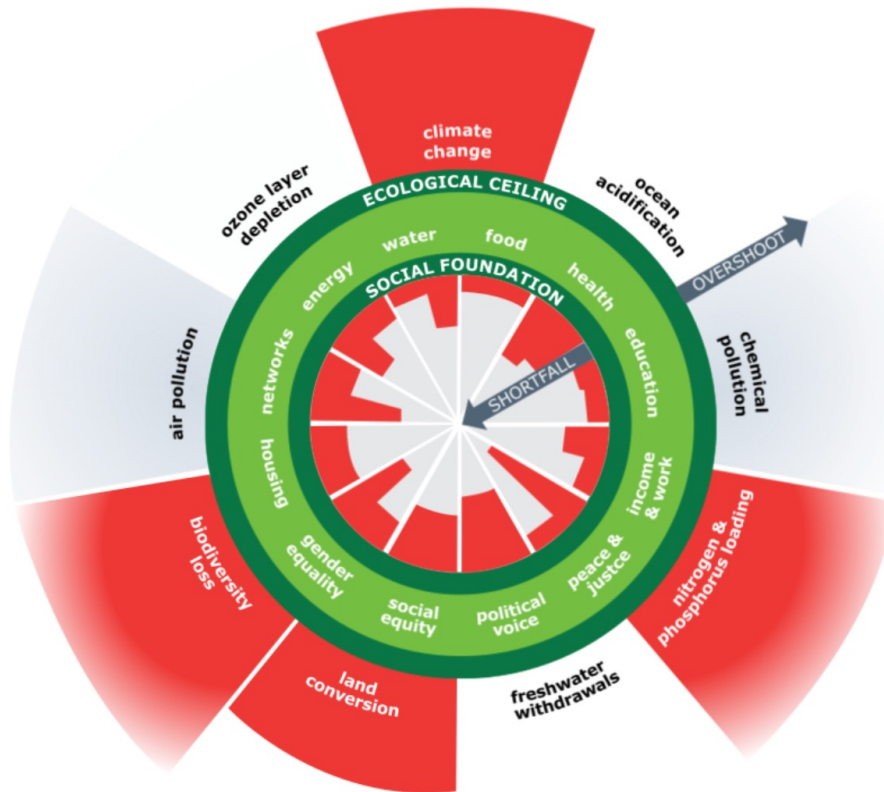 climate
change
ozone layer
depletion
ocean
acidification
ECOLOGICAL CEILING
OVERSHOOT
water
food
energy
health
SOCIAL FOUNDATION
networks
education
SHORTFALL
air pollution
chemical
pollution
housing
income
& work
gender
equality
peace &
justce
social
equity
political
voice
biodiversity
loss
nitrogen &
phosphorus loading
land
conversion
freshwater
withdrawals